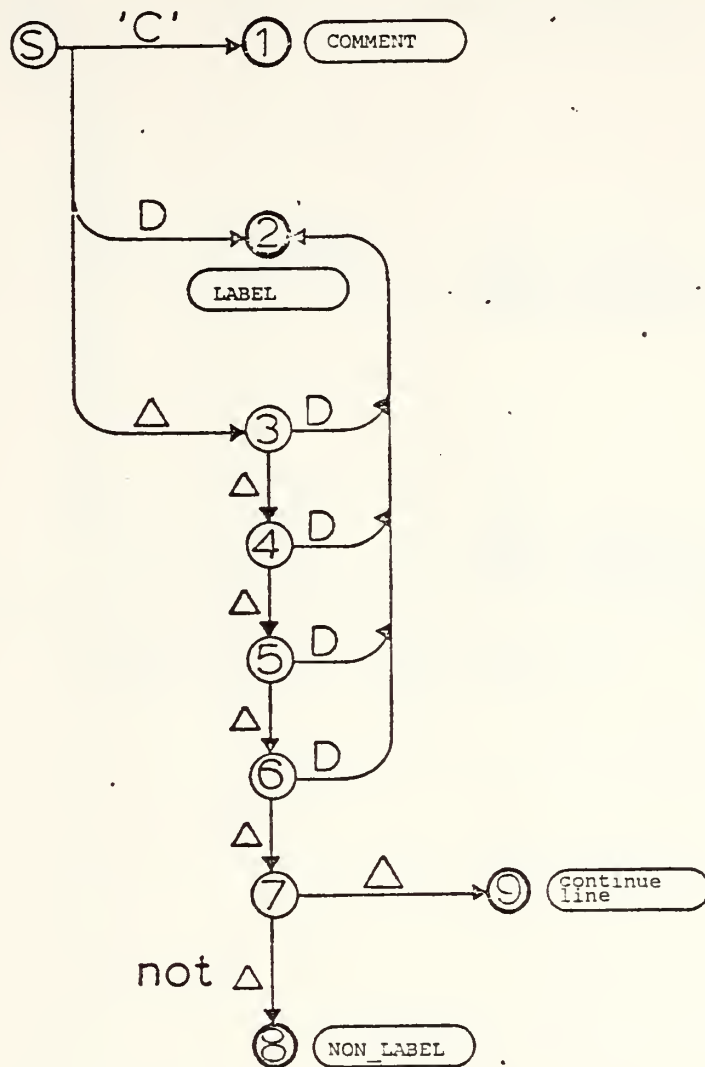 S 'C' 1 COMMENT
D 2
LABEL
△ 3 D
△
4 D
△
5 D
△
6 D
△
7 △ 9 continue
line
not △
8 NON_LABEL